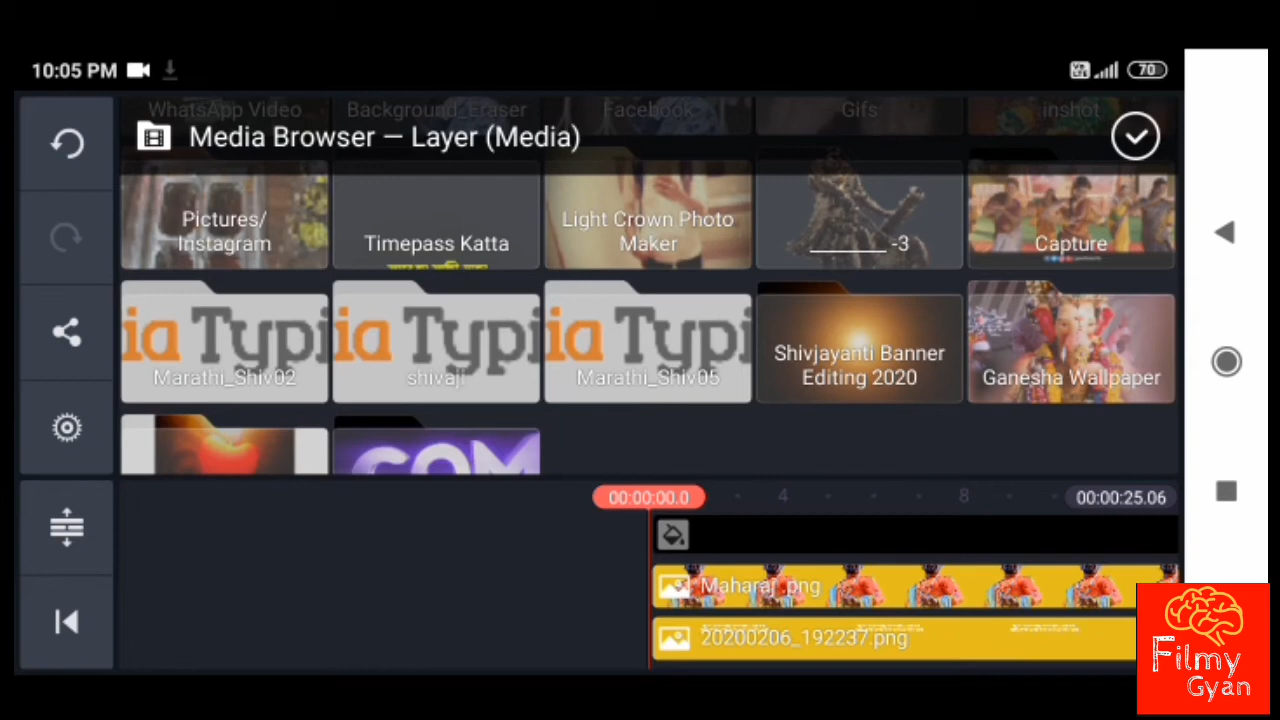 10:05 PM
70
WhatsApp Video
Background_Eraser
Facebook
Gifs
inshot
Media Browser — Layer (Media)
Pictures/
Instagram
Timepass Katta
Light Crown Photo
Maker
________ -3
Capture
ia Typi
Marathi_Shiv02
ia Typi
shivaji
ia Typi
Marathi_Shiv05
Shivjayanti Banner
Editing 2020
Ganesha Wallpaper
COM
00:00:00.0
4
8
00:00:25.06
Maharaj .png
20200206_192237.png
Filmy
Gyan